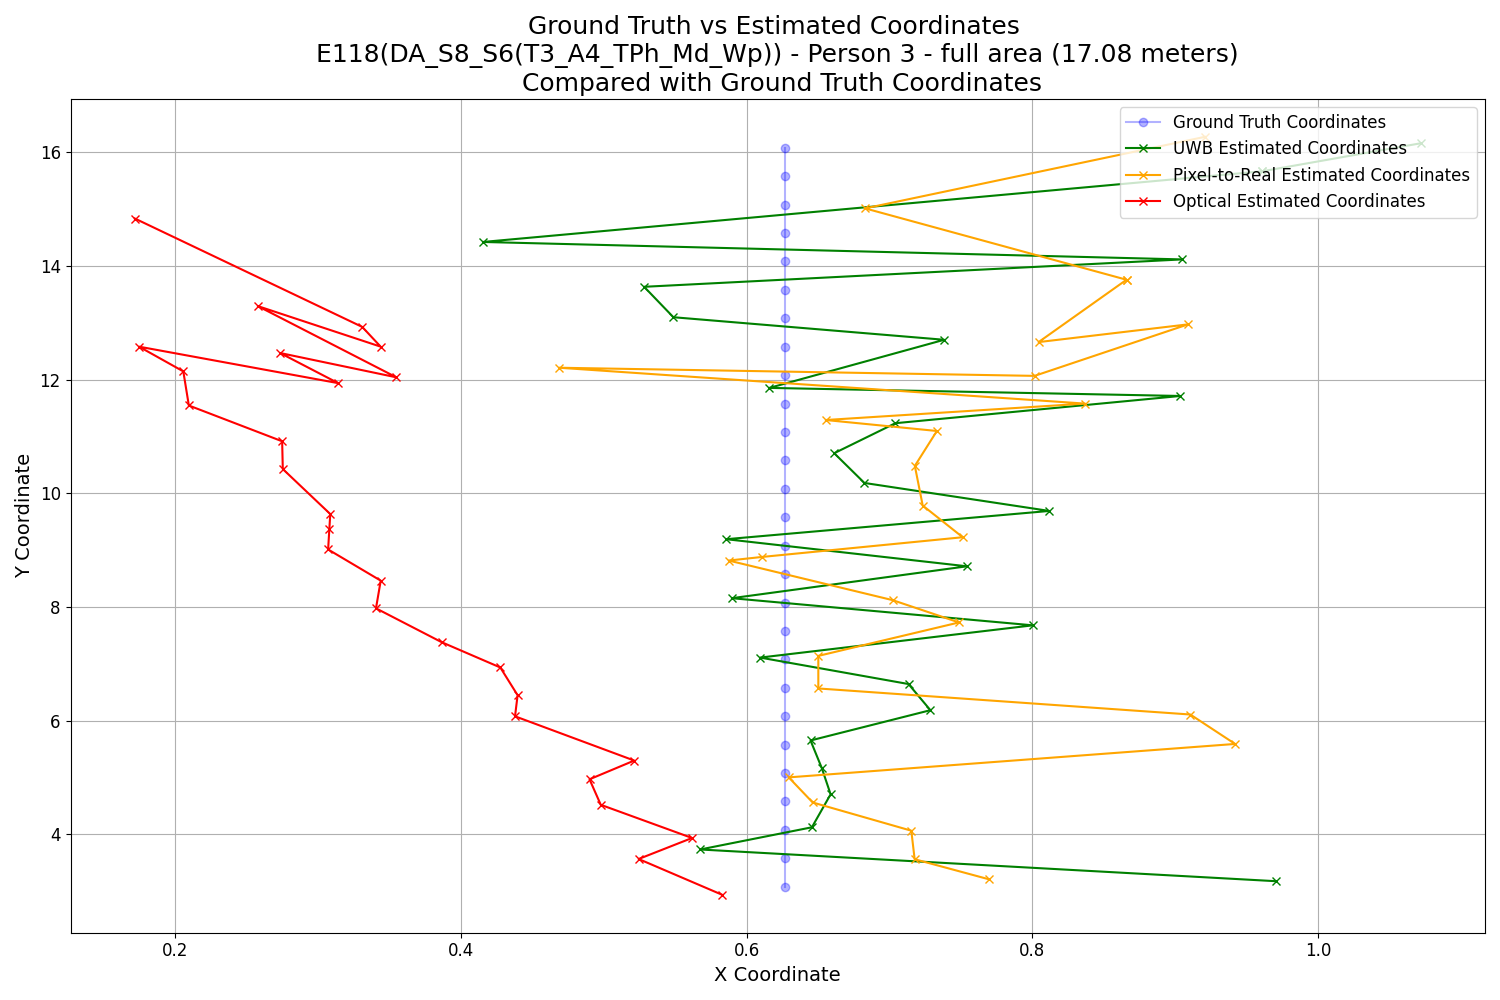 Ground Truth vs Estimated Coordinates
E118(DA_S8_S6(T3_A4_TPh_Md_Wp)) - Person 3 - full area (17.08 meters)
Compared with Ground Truth Coordinates
Ground Truth Coordinates
UWB Estimated Coordinates
Pixel-to-Real Estimated Coordinates
Optical Estimated Coordinates
Y Coordinate
16
14
12
10
8
6
4
0.2 0.4 0.6 0.8 1.0
X Coordinate